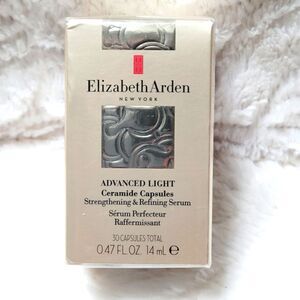 Elizabeth Arden
NEW YORK
ADVANCED LIGHT
Ceramide Capsules
Strengthening & Refining Serum
Sérum Perfecteur
Raffermissant
30 CAPSULES TOTAL
0.47 FL.OZ. 14 mL ℮